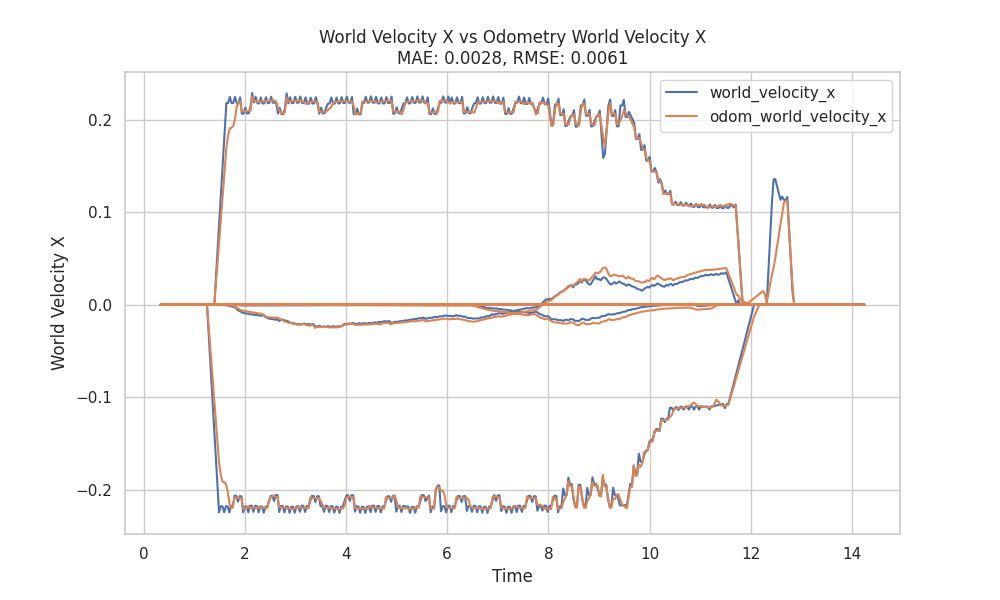 World Velocity X vs Odometry World Velocity X
MAE: 0.0028, RMSE: 0.0061
world_velocity_x
odom_world_velocity_x
World Velocity X
0.2
0.1
0.0
−0.1
−0.2
0 2 4 6 8 10 12 14
Time